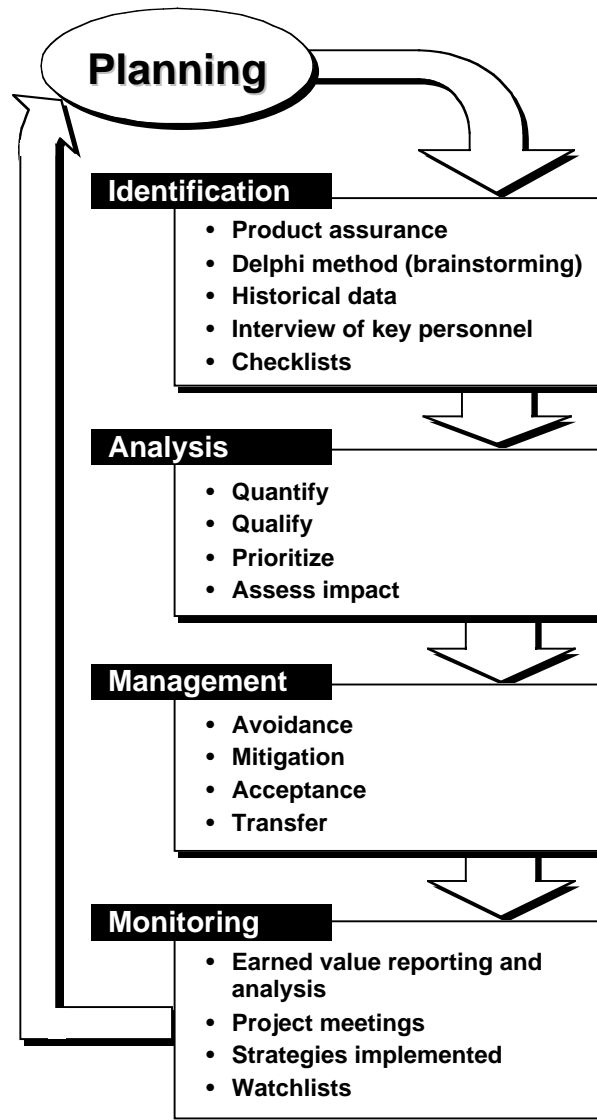 Planning
Identification
• Product assurance
• Delphi method (brainstorming)
• Historical data
• Interview of key personnel
• Checklists
Analysis
• Quantify
• Qualify
• Prioritize
• Assess impact
Management
• Avoidance
• Mitigation
• Acceptance
• Transfer
Monitoring
• Earned value reporting and
analysis
• Project meetings
• Strategies implemented
• Watchlists